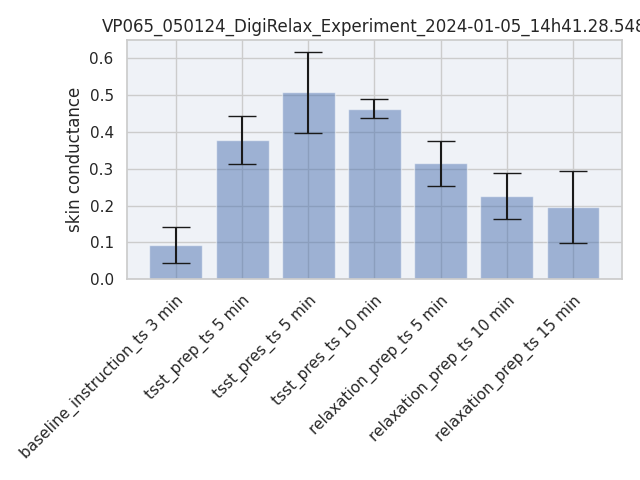 VP065_050124_DigiRelax_Experiment_2024-01-05_14h41.28.548
skin conductance
0.6
0.5
0.4
0.3
0.2
0.1
0.0
baseline_instruction_ts 3 min
tsst_prep_ts 5 min
tsst_pres_ts 5 min
tsst_pres_ts 10 min
relaxation_prep_ts 5 min
relaxation_prep_ts 10 min
relaxation_prep_ts 15 min